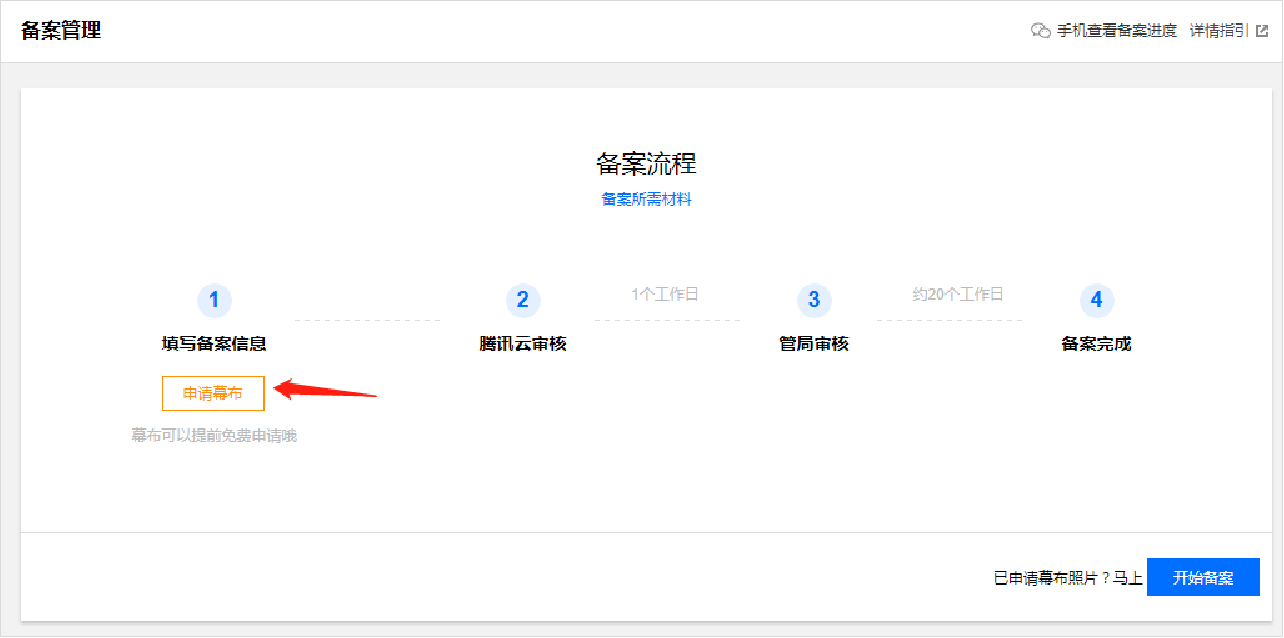 备案管理
手机查看备案进度 详情指引
备案流程
备案所需材料
1 2 1个工作日 3 约20个工作日 4
填写备案信息 腾讯云审核 管局审核 备案完成
申请幕布
幕布可以提前免费申请哦
已申请幕布照片？马上 开始备案